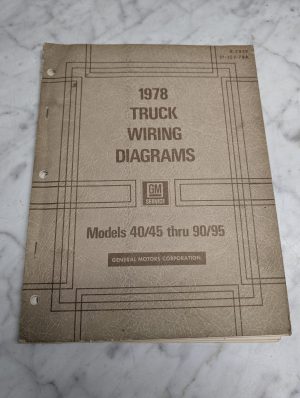 1978
TRUCK
WIRING
DIAGRAMS
GM
SERVICE
Models 40/45 thru 90/95
GENERAL MOTORS CORPORATION